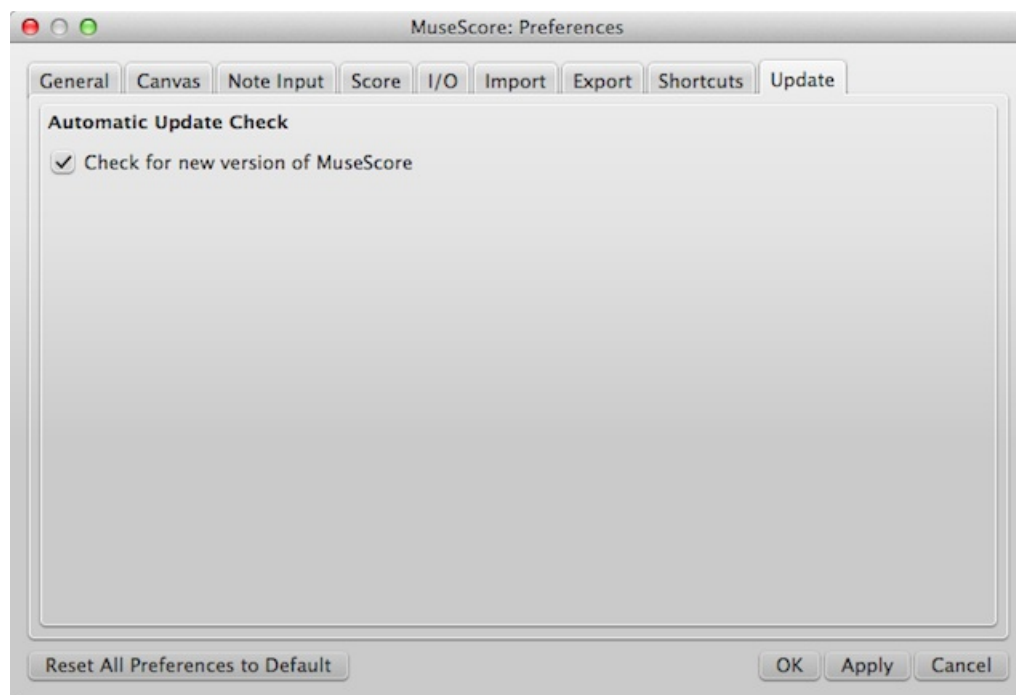 MuseScore: Preferences
General Canvas Note Input Score I/O Import Export Shortcuts Update
Automatic Update Check
Check for new version of MuseScore
Reset All Preferences to Default OK Apply Cancel